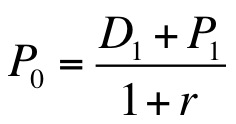 P₀ = (D₁ + P₁) / (1 + r)